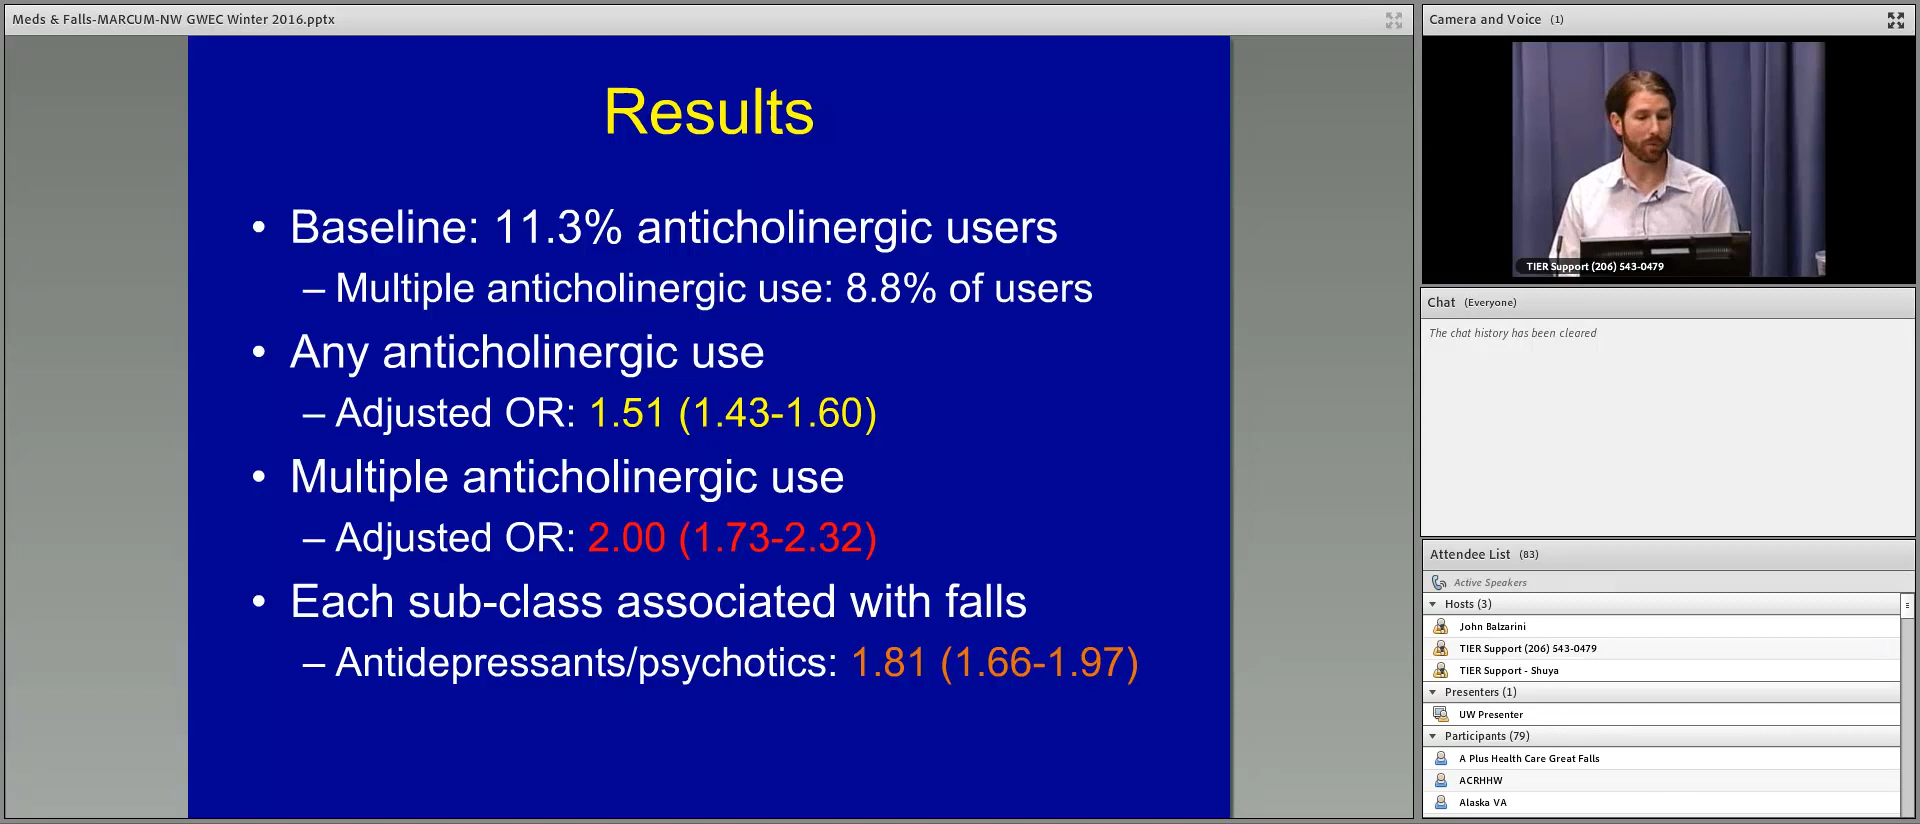 Meds & Falls-MARCUM-NW GWEC Winter 2016.pptx
Results
• Baseline: 11.3% anticholinergic users
– Multiple anticholinergic use: 8.8% of users
• Any anticholinergic use
– Adjusted OR: 1.51 (1.43-1.60)
• Multiple anticholinergic use
– Adjusted OR: 2.00 (1.73-2.32)
• Each sub-class associated with falls
– Antidepressants/psychotics: 1.81 (1.66-1.97)
Camera and Voice (1)
TIER Support (206) 543-0479
Chat (Everyone)
The chat history has been cleared
Attendee List (83)
Active Speakers
Hosts (3)
John Balzarini
TIER Support (206) 543-0479
TIER Support - Shuya
Presenters (1)
UW Presenter
Participants (79)
A Plus Health Care Great Falls
ACRHHW
Alaska VA